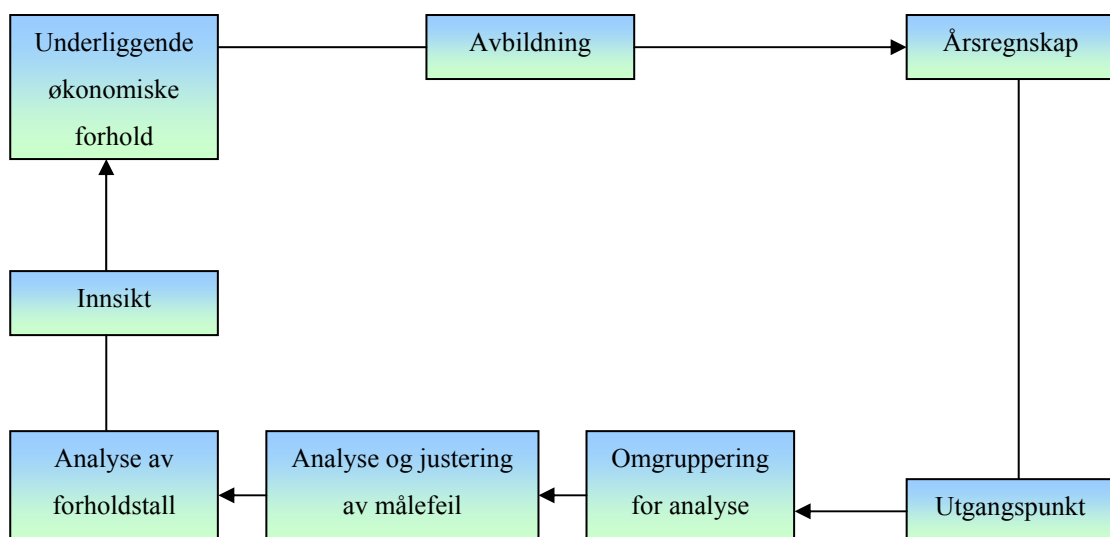 Underliggende
økonomiske
forhold
Avbildning
Årsregnskap
Innsikt
Analyse av
forholdstall
Analyse og justering
av målefeil
Omgruppering
for analyse
Utgangspunkt